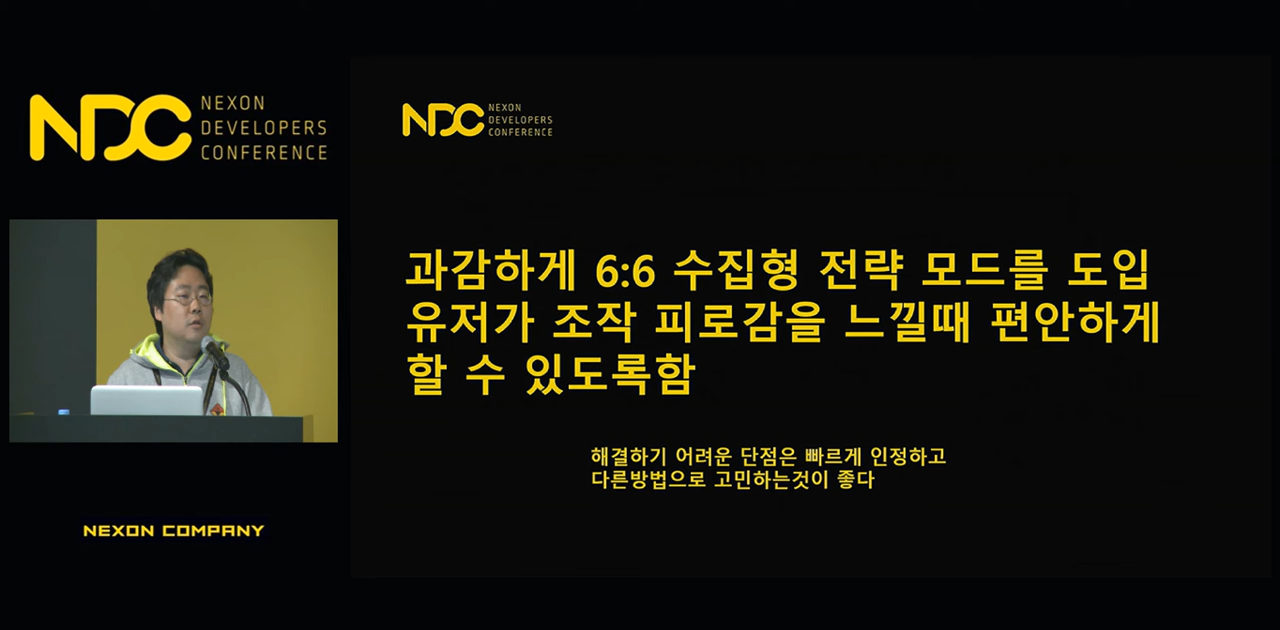 NDC
NEXON
DEVELOPERS
CONFERENCE
NEXON COMPANY
NDC
NEXON
DEVELOPERS
CONFERENCE
과감하게 6:6 수집형 전략 모드를 도입
유저가 조작 피로감을 느낄때 편안하게
할 수 있도록함
해결하기 어려운 단점은 빠르게 인정하고
다른방법으로 고민하는것이 좋다